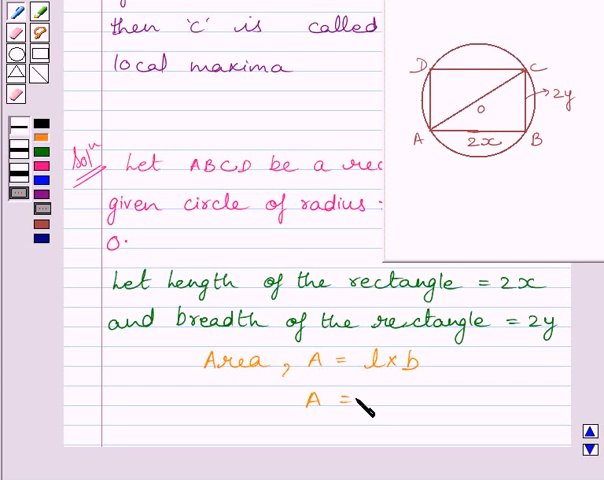 then 'c' is called
local maxima
Solⁿ Let ABCD be a rec
given circle of radius :
O.
Let length of the rectangle = 2x
and breadth of the rectangle = 2y
Area, A = l × b
A =
D C
2y
O
A 2x B